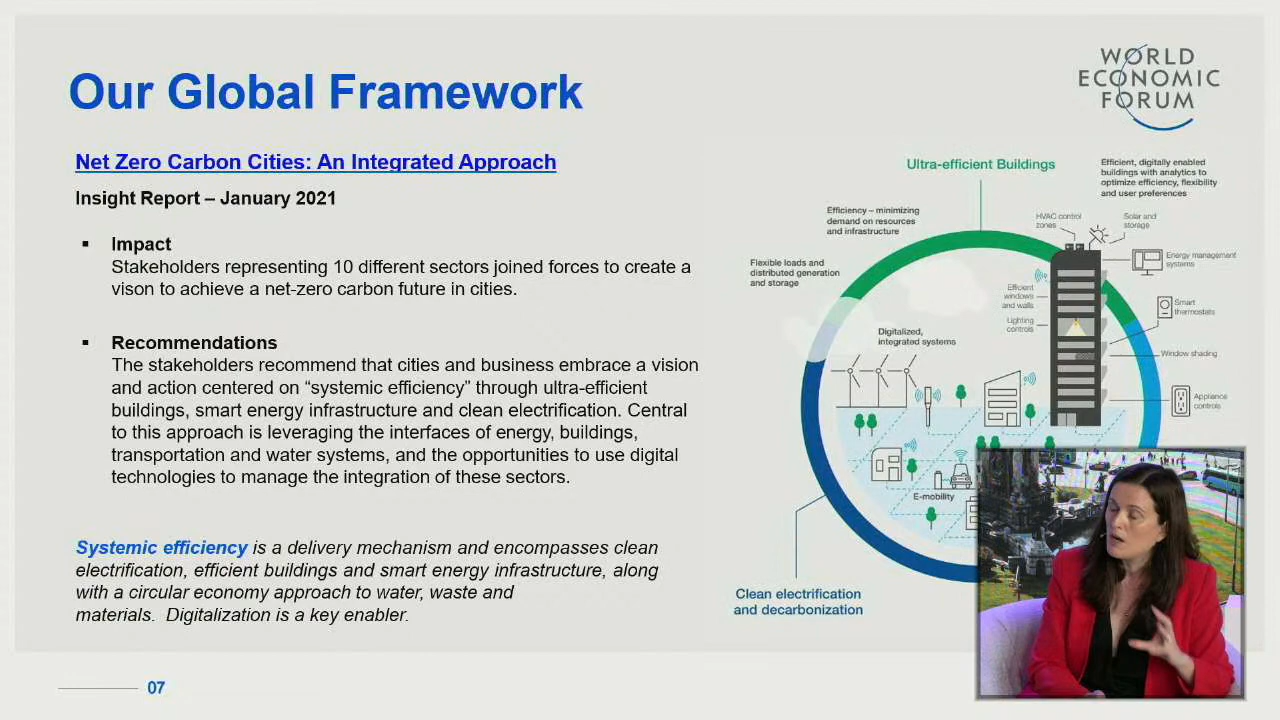 Our Global Framework
WORLD
ECONOMIC
FORUM
Net Zero Carbon Cities: An Integrated Approach
Insight Report – January 2021
▪ Impact
Stakeholders representing 10 different sectors joined forces to create a
vison to achieve a net-zero carbon future in cities.
▪ Recommendations
The stakeholders recommend that cities and business embrace a vision
and action centered on “systemic efficiency” through ultra-efficient
buildings, smart energy infrastructure and clean electrification. Central
to this approach is leveraging the interfaces of energy, buildings,
transportation and water systems, and the opportunities to use digital
technologies to manage the integration of these sectors.
Systemic efficiency is a delivery mechanism and encompasses clean
electrification, efficient buildings and smart energy infrastructure, along
with a circular economy approach to water, waste and
materials. Digitalization is a key enabler.
Ultra-efficient Buildings
Efficient, digitally enabled
buildings with analytics to
optimize efficiency, flexibility
and user preferences
Efficiency – minimizing
demand on resources
and infrastructure
HVAC control
zones
Solar and
storage
Flexible loads and
distributed generation
and storage
Energy management
systems
Efficient
windows
and walls
Smart
thermostats
Lighting
controls
Digitalized,
integrated systems
Window shading
Appliance
controls
E-mobility
Clean electrification
and decarbonization
07